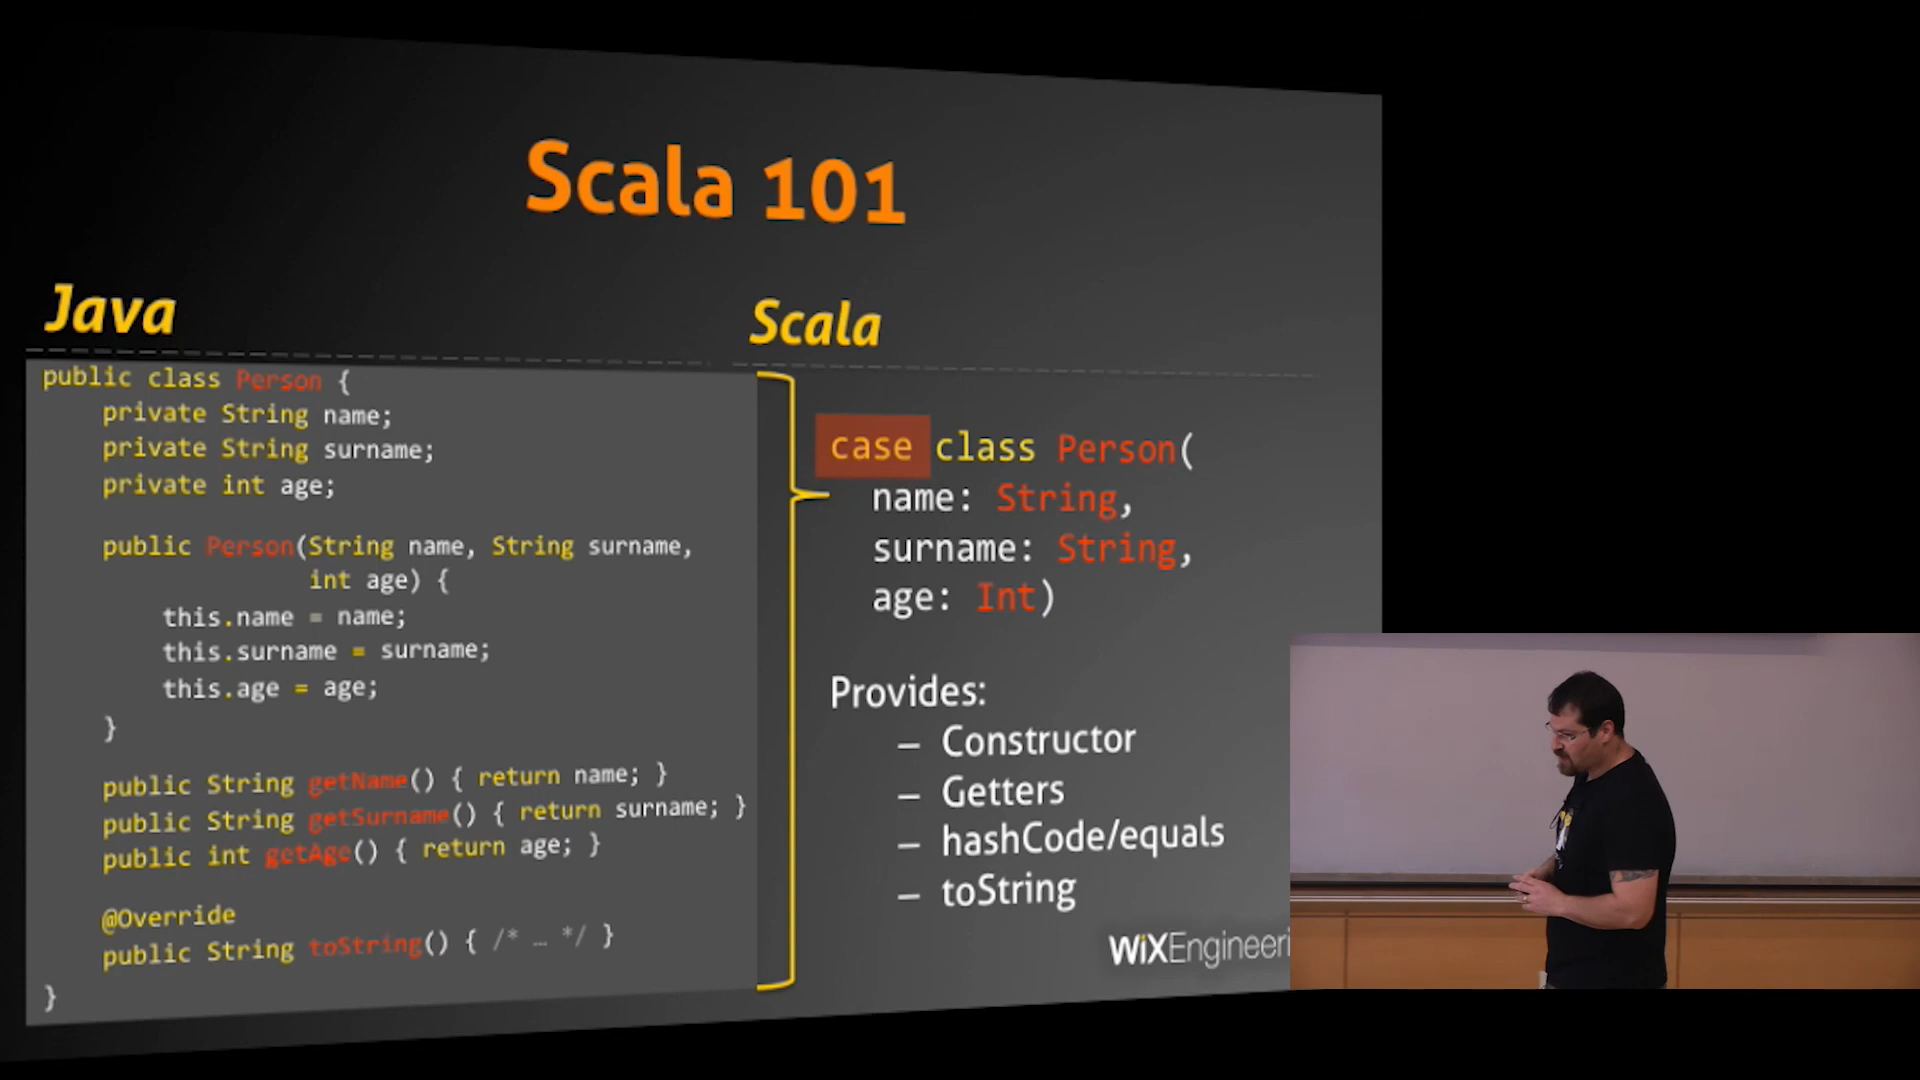 Scala 101
Java
public class Person {
private String name;
private String surname;
private int age;
public Person(String name, String surname,
int age) {
this.name = name;
this.surname = surname;
this.age = age;
}
public String getName() { return name; }
public String getSurname() { return surname; }
public int getAge() { return age; }
@Override
public String toString() { /* … */ }
}
Scala
case class Person(
name: String,
surname: String,
age: Int)
Provides:
– Constructor
– Getters
– hashCode/equals
– toString
WiXEngineeri